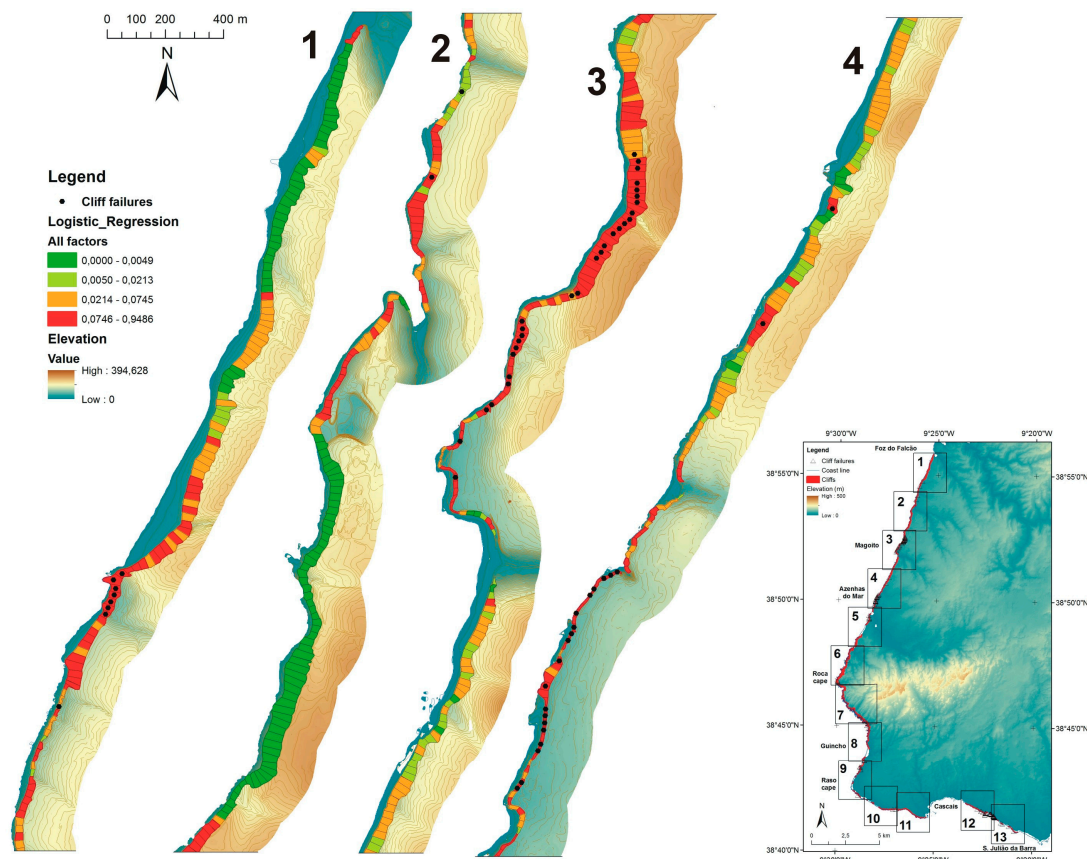 0 100 200 400 m
N
1
2
3
4
Legend
Cliff failures
Logistic_Regression
All factors
0,0000 - 0,0049
0,0050 - 0,0213
0,0214 - 0,0745
0,0746 - 0,9486
Elevation
Value
High : 394,628
Low : 0
9°30'0"W 9°25'0"W 9°20'0"W
Legend
Cliff failures
Coast line
Cliffs
Elevation (m)
High : 500
Low : 0
Foz do Falcão
1
38°55'0"N
38°55'0"N
2
Magoito
3
4
Azenhas
do Mar
38°50'0"N
38°50'0"N
5
6
Roca
cape
7
38°45'0"N
38°45'0"N
Guincho
8
Raso
cape
9
10
11
Cascais
12
13
S. Julião da Barra
N
0 2,5 5 km
38°40'0"N